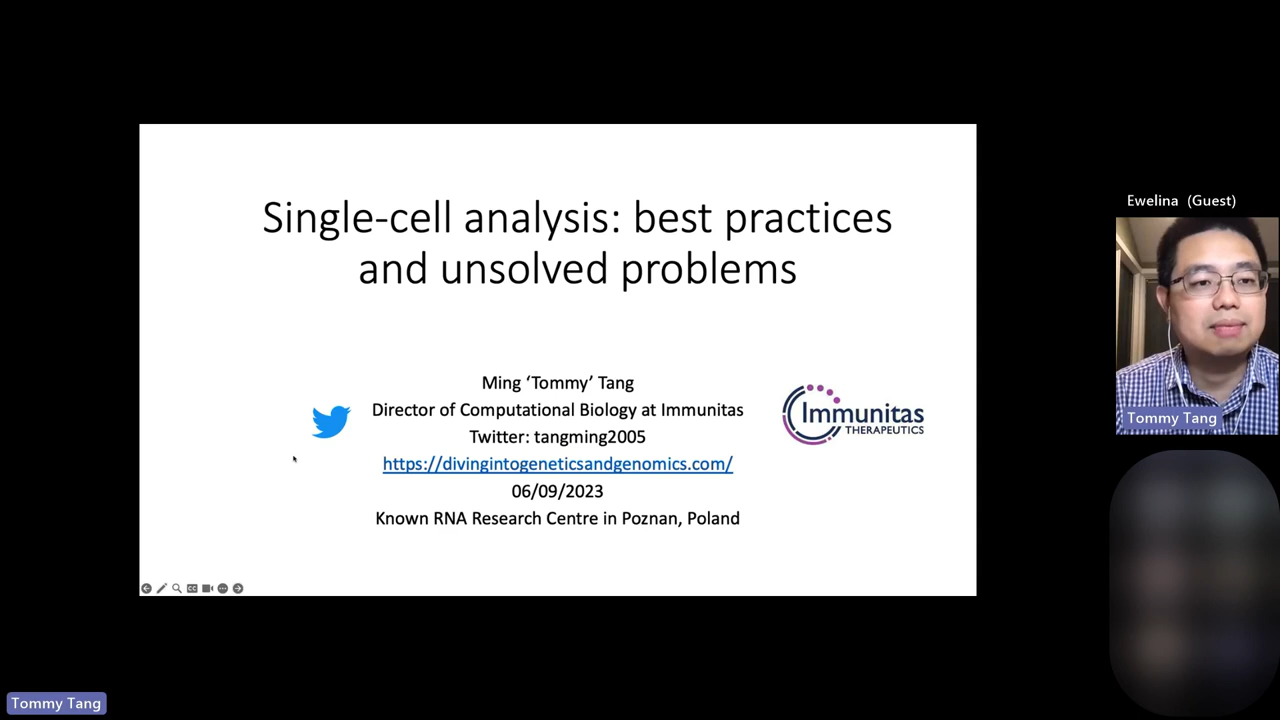 Single-cell analysis: best practices
and unsolved problems
Ming ‘Tommy’ Tang
Director of Computational Biology at Immunitas
Twitter: tangming2005
https://divingintogeneticsandgenomics.com/
06/09/2023
Known RNA Research Centre in Poznan, Poland
Immunitas
THERAPEUTICS
Ewelina (Guest)
Tommy Tang
Tommy Tang